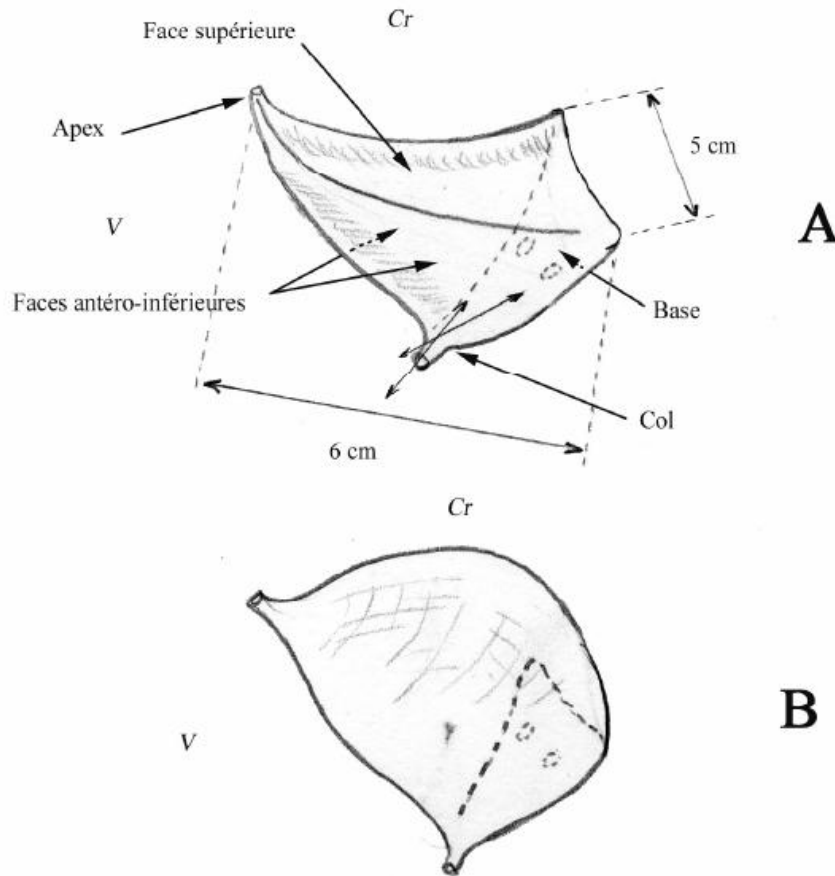 Cr
Face supérieure
Apex
5 cm
V
A
Faces antéro-inférieures
Base
Col
6 cm
Cr
B
V